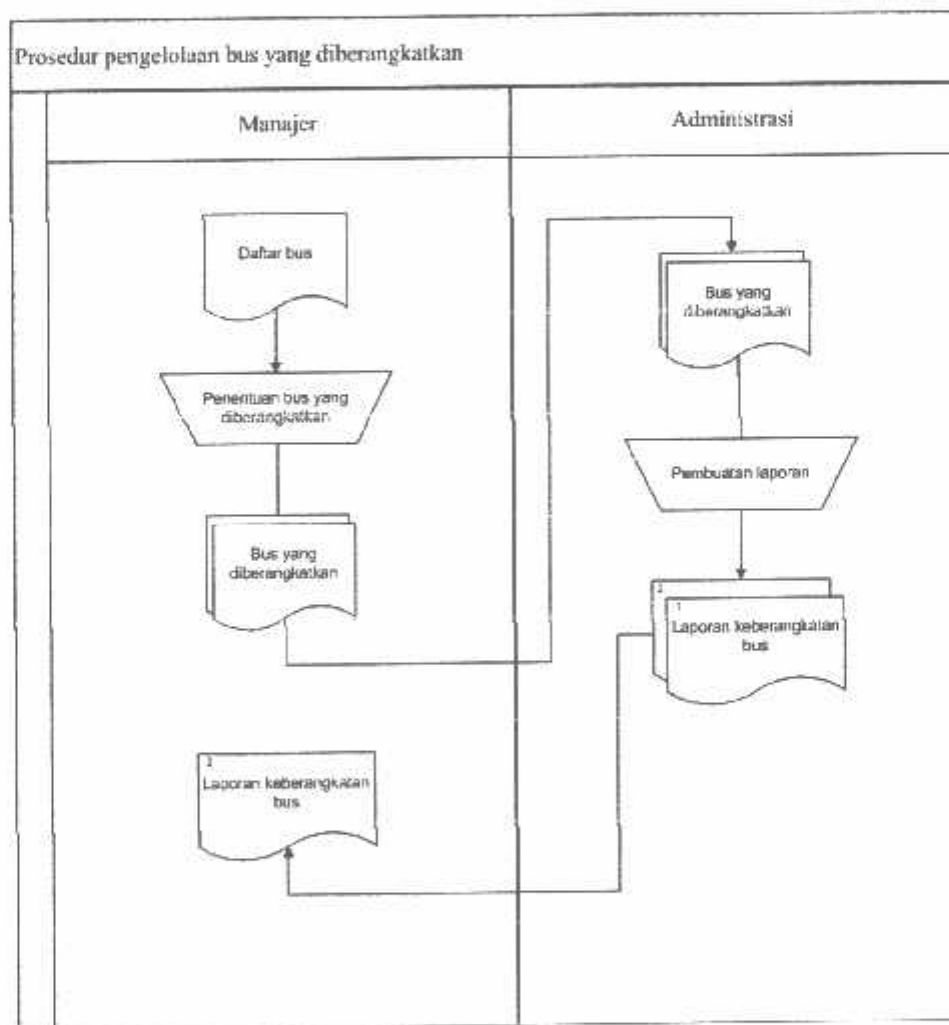 Prosedur pengelolaan bus yang diberangkatkan
Manajer
Administrasi
Daftar bus
Penentuan bus yang
diberangkatkan
Bus yang
diberangkatkan
Bus yang
diberangkatkan
Pembuatan laporan
2
1
Laporan keberangkatan
bus
2
Laporan keberangkatan
bus